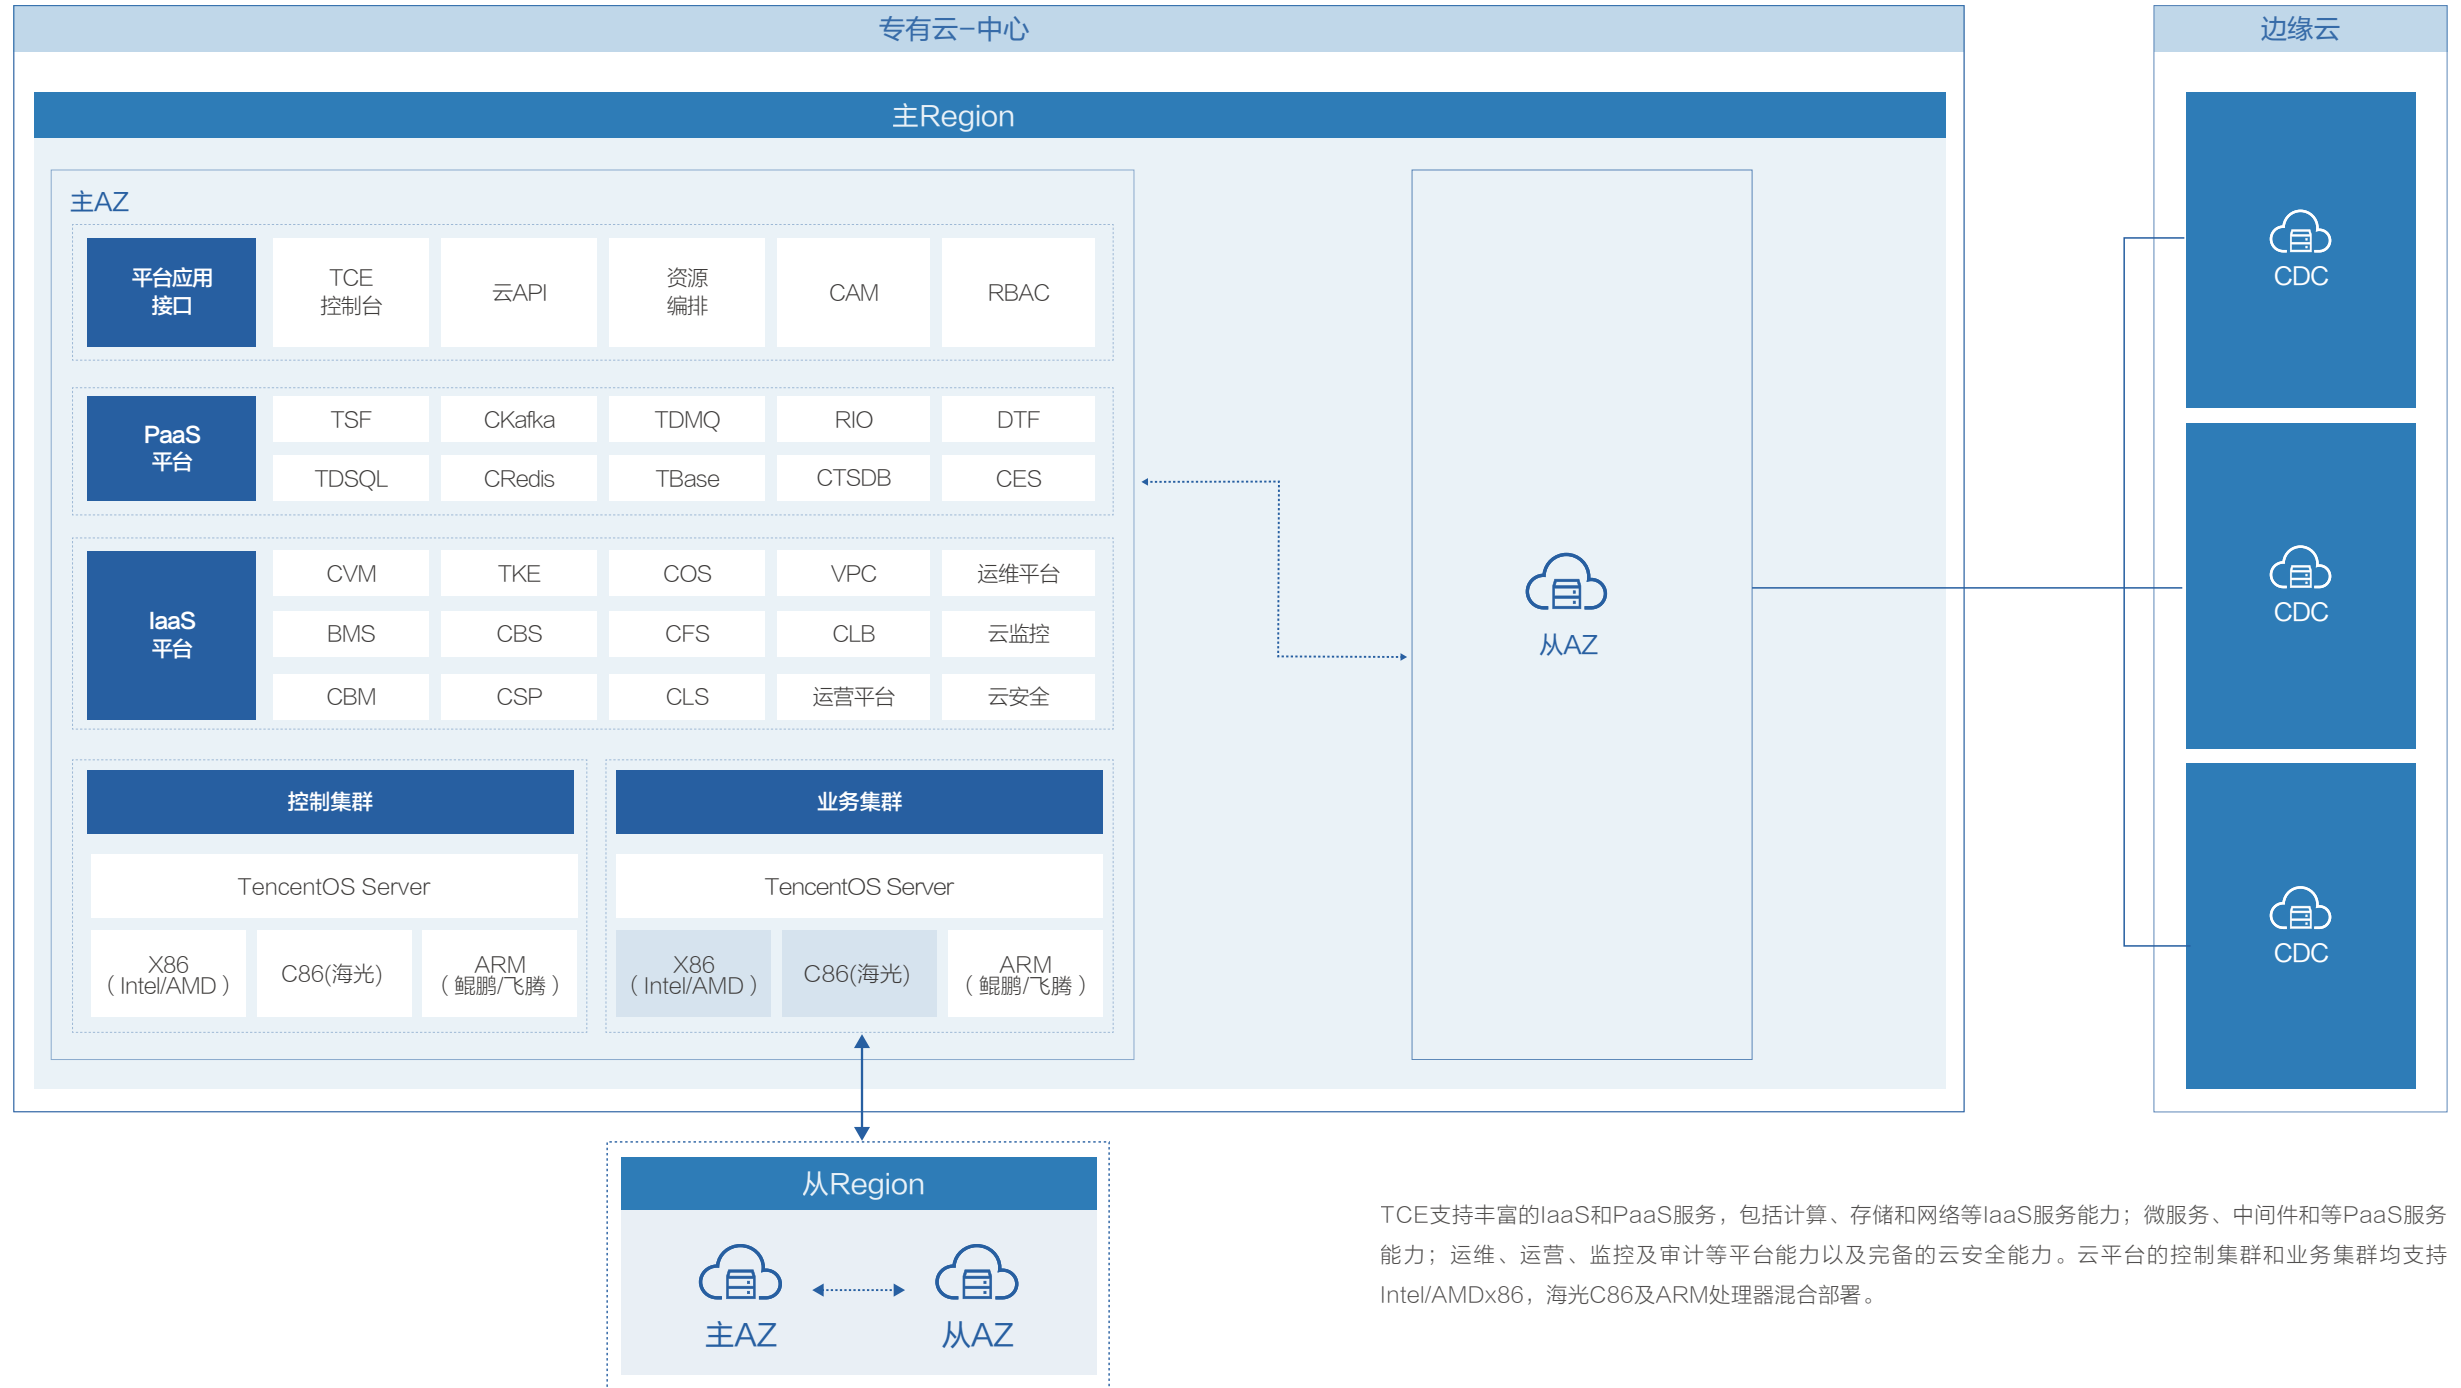 专有云-中心
边缘云
主Region
主AZ
平台应用
接口
TCE
控制台
云API
资源
编排
CAM
RBAC
PaaS
平台
TSF
CKafka
TDMQ
RIO
DTF
TDSQL
CRedis
TBase
CTSDB
CES
IaaS
平台
CVM
TKE
COS
VPC
运维平台
BMS
CBS
CFS
CLB
云监控
CBM
CSP
CLS
运营平台
云安全
控制集群
TencentOS Server
X86
（Intel/AMD）
C86(海光)
ARM
（鲲鹏/飞腾）
业务集群
TencentOS Server
X86
（Intel/AMD）
C86(海光)
ARM
（鲲鹏/飞腾）
从AZ
CDC
CDC
CDC
从Region
主AZ
从AZ
TCE支持丰富的IaaS和PaaS服务，包括计算、存储和网络等IaaS服务能力；微服务、中间件和等PaaS服务
能力；运维、运营、监控及审计等平台能力以及完备的云安全能力。云平台的控制集群和业务集群均支持
Intel/AMDx86，海光C86及ARM处理器混合部署。